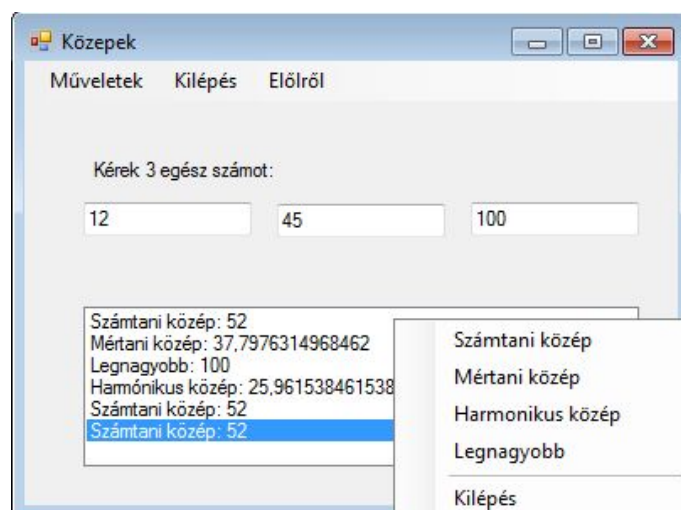 Közepek
Műveletek Kilépés Előlről
Kérek 3 egész számot:
12 45 100
Számtani közép: 52
Mértani közép: 37,7976314968462
Legnagyobb: 100
Harmónikus közép: 25,961538461538
Számtani közép: 52
Számtani közép: 52
Számtani közép
Mértani közép
Harmonikus közép
Legnagyobb
Kilépés